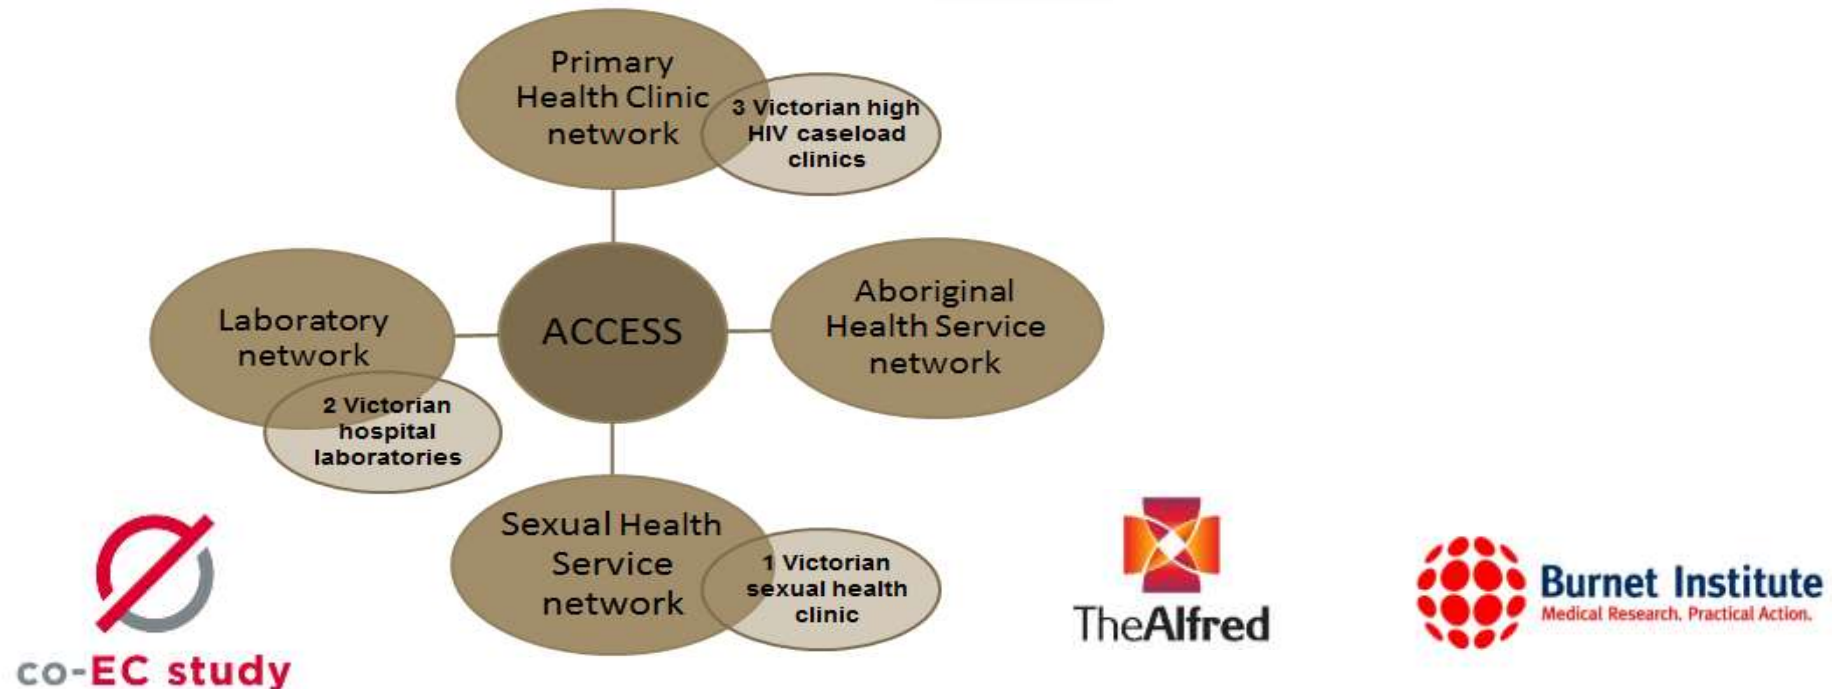 Primary
Health Clinic
network
3 Victorian high
HIV caseload
clinics
Laboratory
network
2 Victorian
hospital
laboratories
ACCESS
Aboriginal
Health Service
network
Sexual Health
Service
network
1 Victorian
sexual health
clinic
co-EC study
TheAlfred
Burnet Institute
Medical Research. Practical Action.